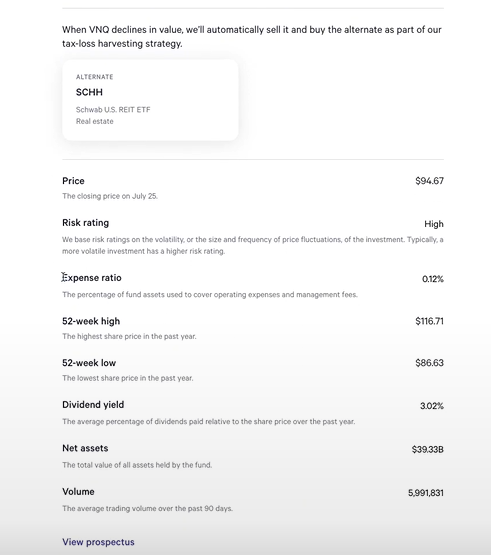 When VNQ declines in value, we'll automatically sell it and buy the alternate as part of our
tax-loss harvesting strategy.
ALTERNATE
SCHH
Schwab U.S. REIT ETF
Real estate
Price
$94.67
The closing price on July 25.
Risk rating
High
We base risk ratings on the volatility, or the size and frequency of price fluctuations, of the investment. Typically, a
more volatile investment has a higher risk rating.
Expense ratio
0.12%
The percentage of fund assets used to cover operating expenses and management fees.
52-week high
$116.71
The highest share price in the past year.
52-week low
$86.63
The lowest share price in the past year.
Dividend yield
3.02%
The average percentage of dividends paid relative to the share price over the past year.
Net assets
$39.33B
The total value of all assets held by the fund.
Volume
5,991,831
The average trading volume over the past 90 days.
View prospectus